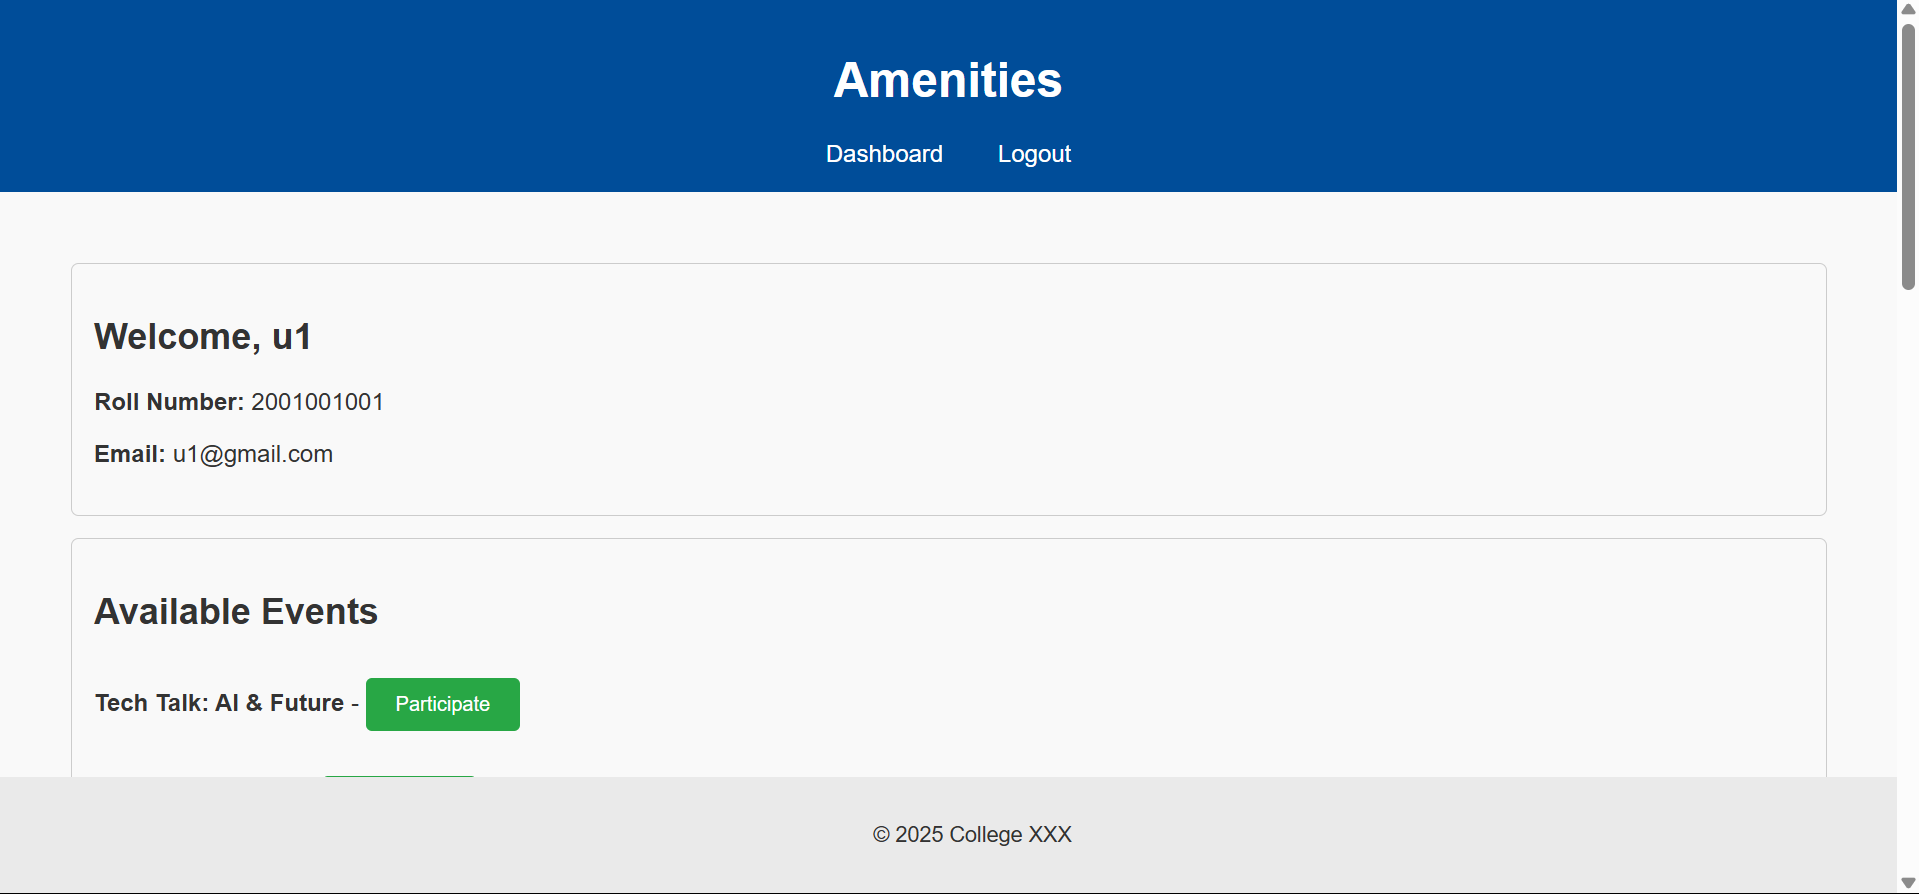 Amenities
Dashboard Logout
Welcome, u1
Roll Number: 2001001001
Email: u1@gmail.com
Available Events
Tech Talk: AI & Future - Participate
© 2025 College XXX